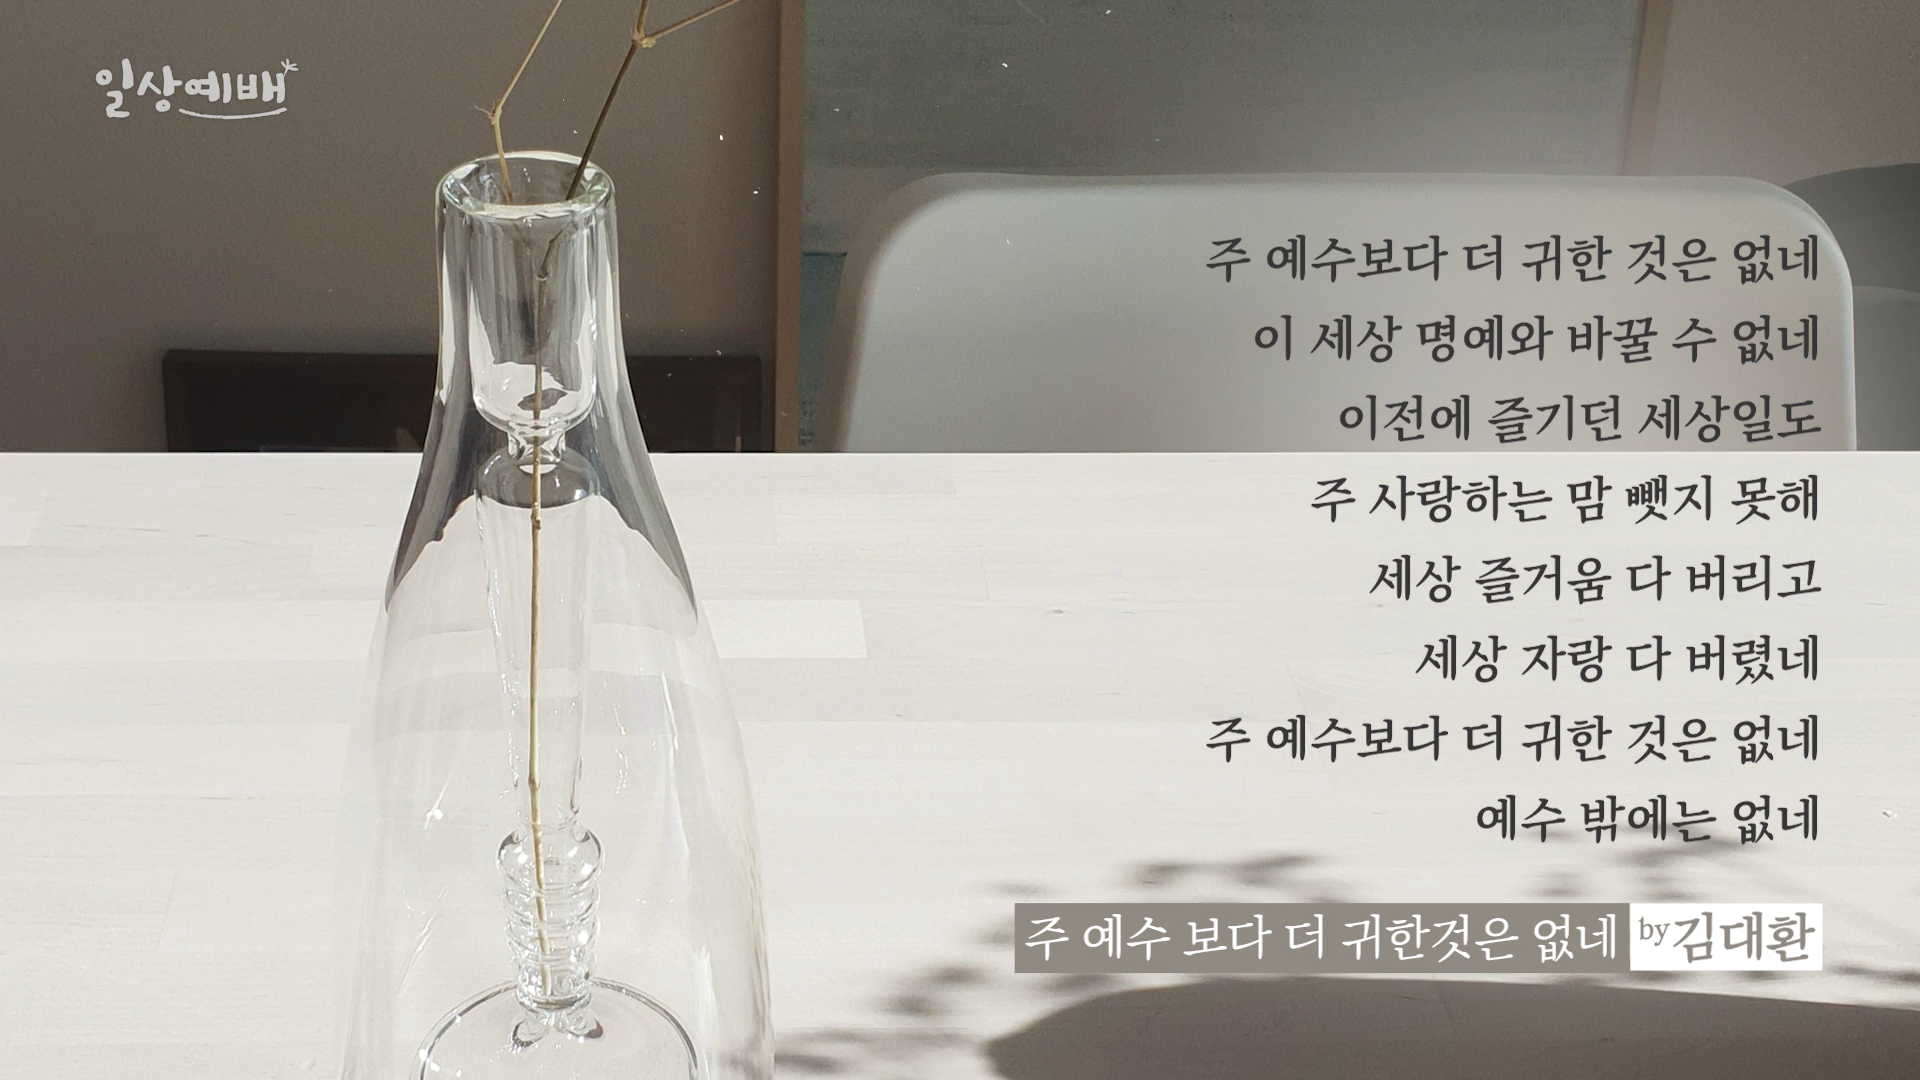 일상예배
주 예수보다 더 귀한 것은 없네
이 세상 명예와 바꿀 수 없네
이전에 즐기던 세상일도
주 사랑하는 맘 뺏지 못해
세상 즐거움 다 버리고
세상 자랑 다 버렸네
주 예수보다 더 귀한 것은 없네
예수 밖에는 없네
주 예수 보다 더 귀한것은 없네 by 김대환